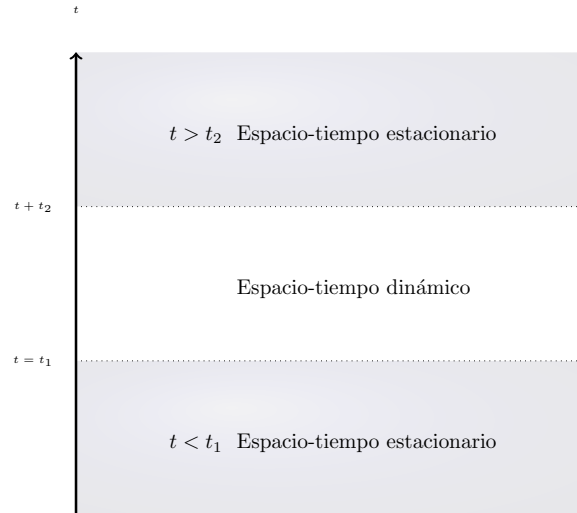 t
t > t₂ Espacio-tiempo estacionario
t + t₂
Espacio-tiempo dinámico
t = t₁
t < t₁ Espacio-tiempo estacionario